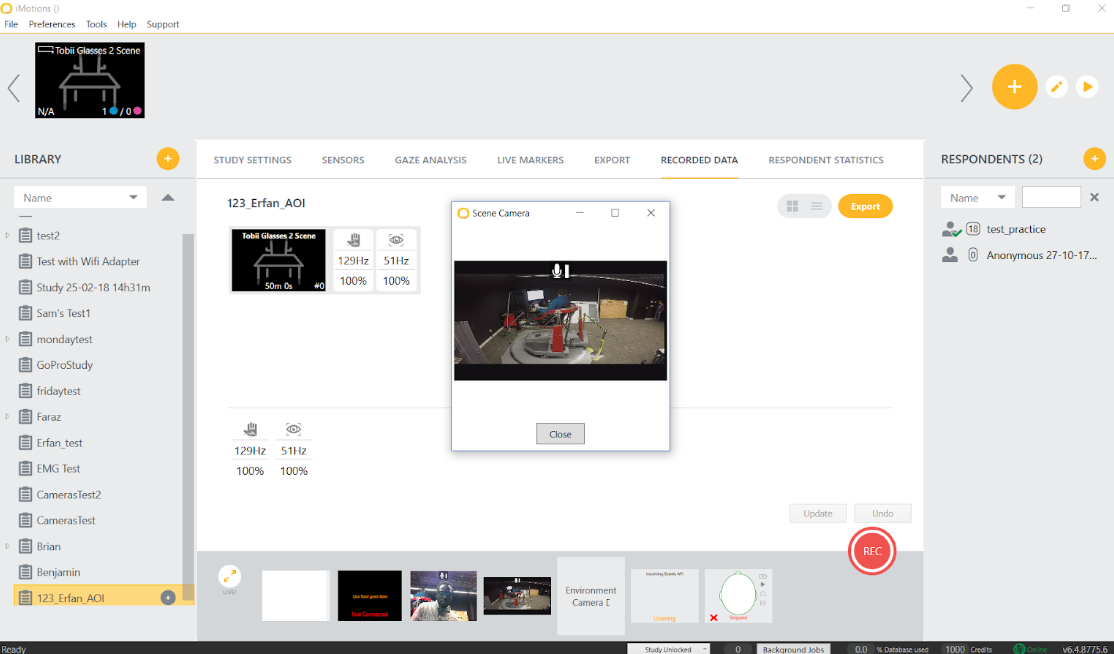 iMotions ()
File Preferences Tools Help Support
Tobii Glasses 2 Scene
N/A 1 / 0
LIBRARY
Name
test2
Test with Wifi Adapter
Study 25-02-18 14h31m
Sam's Test1
mondaytest
GoProStudy
fridaytest
Faraz
Erfan_test
EMG Test
CamerasTest2
CamerasTest
Brian
Benjamin
123_Erfan_AOI
STUDY SETTINGS SENSORS GAZE ANALYSIS LIVE MARKERS EXPORT RECORDED DATA RESPONDENT STATISTICS
123_Erfan_AOI
Export
Tobii Glasses 2 Scene
50m 0s #0
129Hz 51Hz
100% 100%
Scene Camera
Close
129Hz 51Hz
100% 100%
Update Undo
REC
LIVE!
Live feed goes here
Not Connected
Environment
Camera D
Incoming Events API
Listening
Stopped
RESPONDENTS (2)
Name
18 test_practice
0 Anonymous 27-10-17...
Ready
Study Unlocked 0 Background Jobs 0.0 % Database used 1000 Credits Online v6.4.8775.6